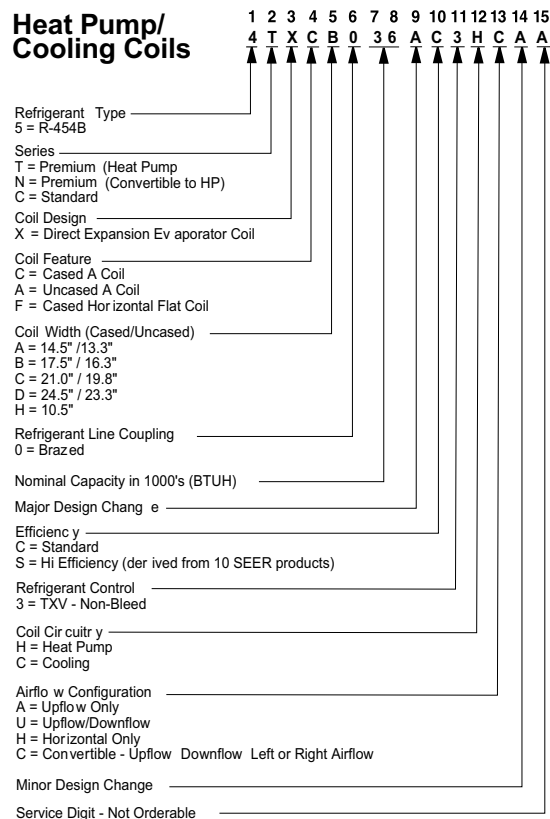 Heat Pump/
Cooling Coils
1 2 3 4 5 6 7 8 9 10 11 12 13 14 15
4 T X C B 0 3 6 A C 3 H C A A
Refrigerant Type
5 = R-454B
Series
T = Premium (Heat Pump
N = Premium (Convertible to HP)
C = Standard
Coil Design
X = Direct Expansion Ev aporator Coil
Coil Feature
C = Cased A Coil
A = Uncased A Coil
F = Cased Hor izontal Flat Coil
Coil Width (Cased/Uncased)
A = 14.5" /13.3"
B = 17.5" / 16.3"
C = 21.0" / 19.8"
D = 24.5" / 23.3"
H = 10.5"
Refrigerant Line Coupling
0 = Brazed
Nominal Capacity in 1000's (BTUH)
Major Design Chang e
Efficienc y
C = Standard
S = Hi Efficiency (der ived from 10 SEER products)
Refrigerant Control
3 = TXV - Non-Bleed
Coil Cir cuitr y
H = Heat Pump
C = Cooling
Airflo w Configuration
A = Upflow Only
U = Upflow/Downflow
H = Horizontal Only
C = Convertible - Upflow Downflow Left or Right Airflow
Minor Design Change
Service Digit - Not Orderable